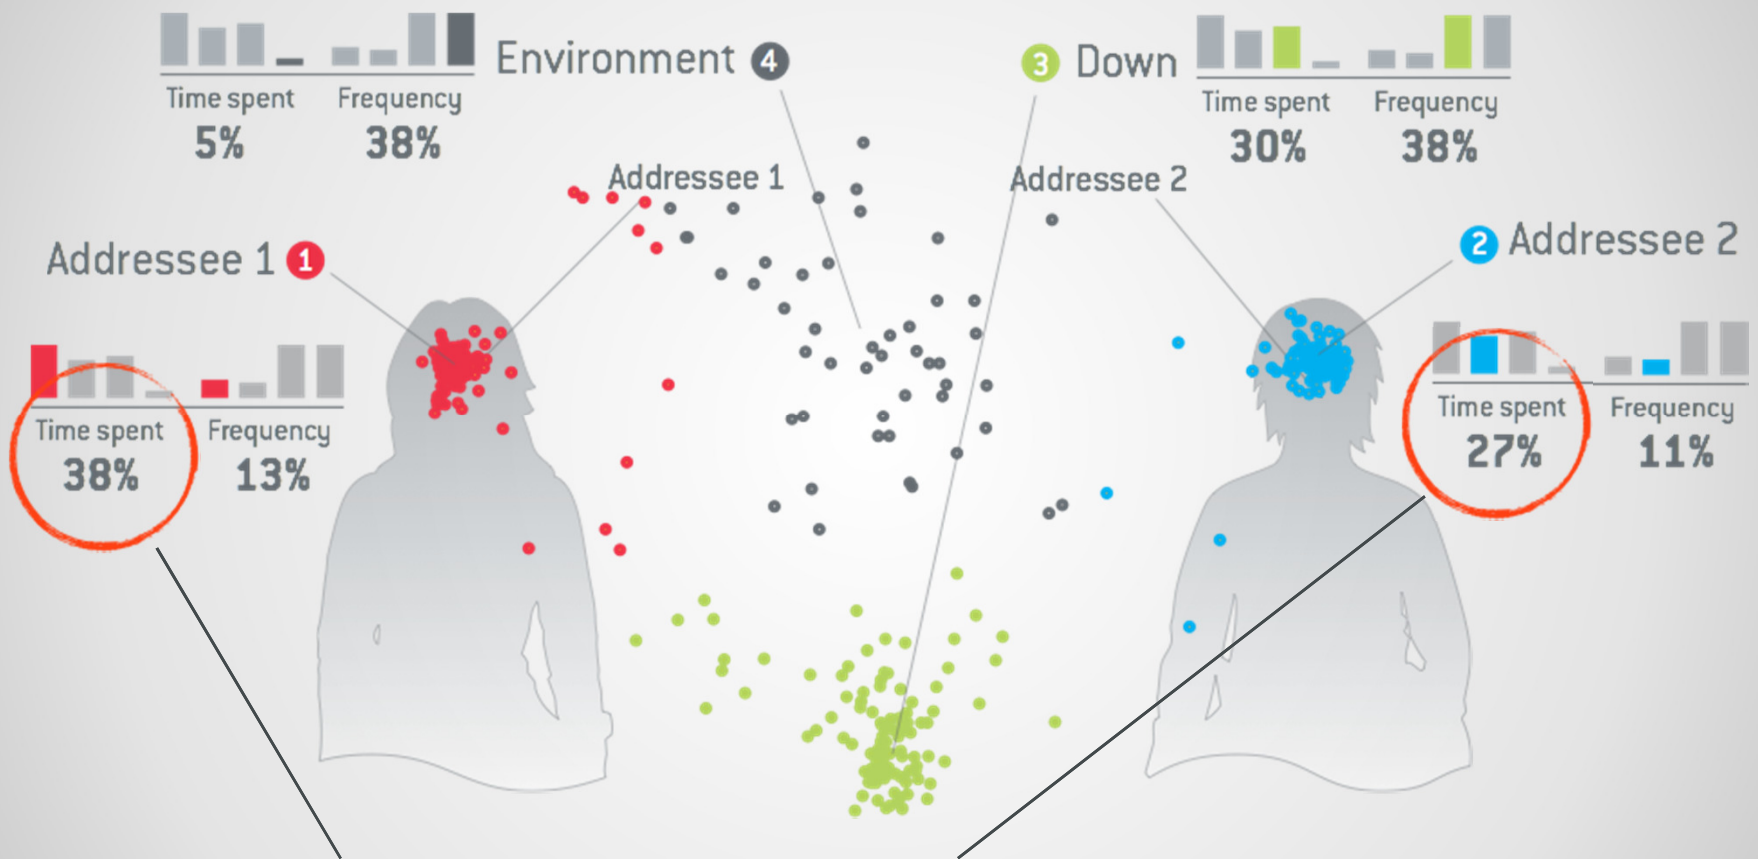 Environment 4
Time spent Frequency
5% 38%
3 Down
Time spent Frequency
30% 38%
Addressee 1
Addressee 2
Addressee 1 1
Time spent Frequency
38% 13%
2 Addressee 2
Time spent Frequency
27% 11%